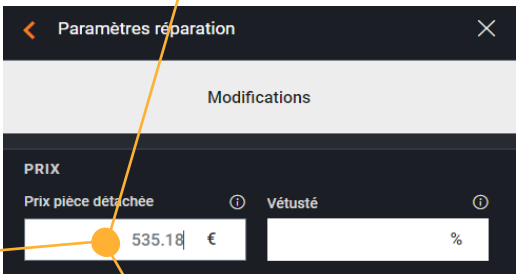 Paramètres réparation
Modifications
PRIX
Prix pièce détachée Vétusté
535.18 € %